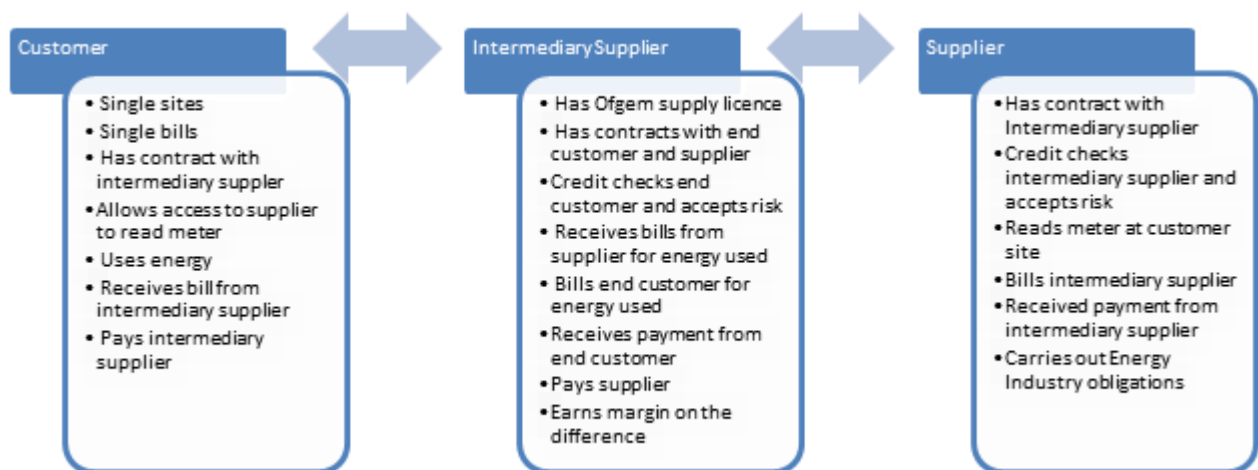 Customer
• Single sites
• Single bills
• Has contract with
intermediary suppler
• Allows access to supplier
to read meter
• Uses energy
• Receives bill from
intermediary supplier
• Pays intermediary
supplier
Intermediary Supplier
• Has Ofgem supply licence
• Has contracts with end
customer and supplier
• Credit checks end
customer and accepts risk
• Receives bills from
supplier for energy used
• Bills end customer for
energy used
• Receives payment from
end customer
• Pays supplier
• Earns margin on the
difference
Supplier
• Has contract with
Intermediary supplier
• Credit checks
intermediary supplier and
accepts risk
• Reads meter at customer
site
• Bills intermediary supplier
• Received payment from
intermediary supplier
• Carries out Energy
Industry obligations